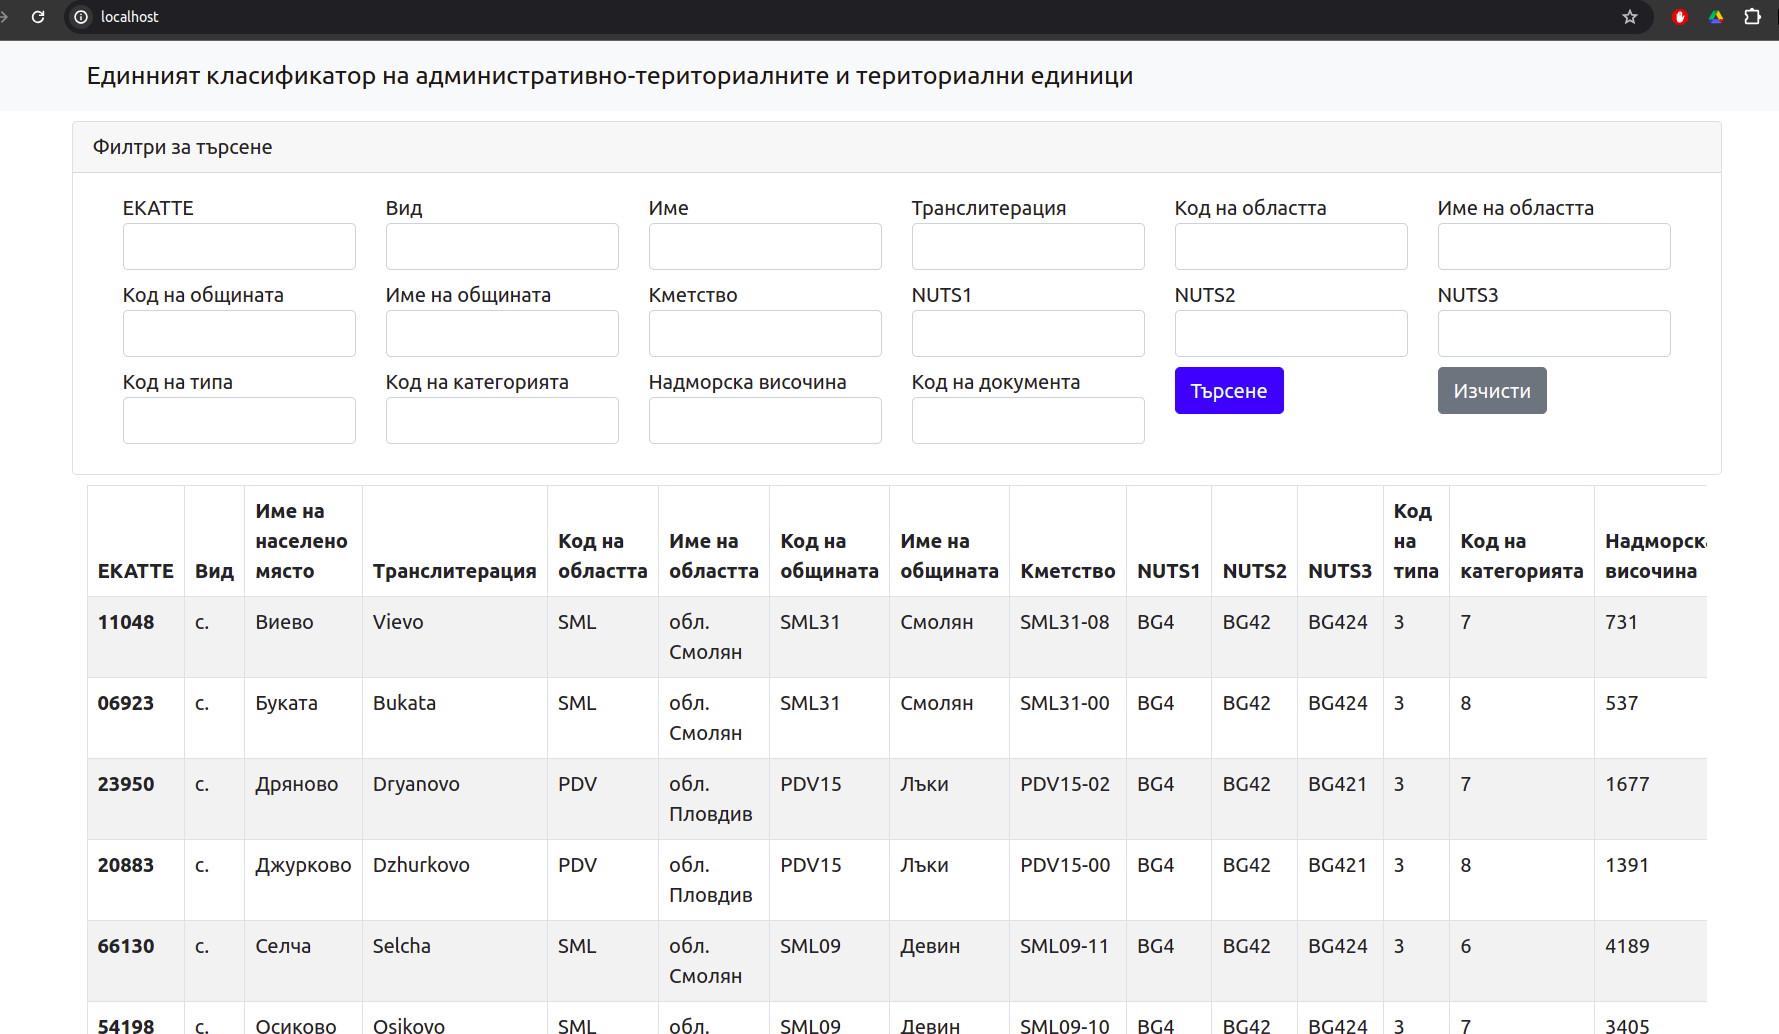 localhost
Единният класификатор на административно-териториалните и териториални единици
Филтри за търсене
EKATTE Вид Име Транслитерация Код на областта Име на областта
Код на общината Име на общината Кметство NUTS1 NUTS2 NUTS3
Код на типа Код на категорията Надморска височина Код на документа Търсене Изчисти
EKATTE Вид Име на населено място Транслитерация Код на областта Име на областта Код на общината Име на общината Кметство NUTS1 NUTS2 NUTS3 Код на типа Код на категорията Надморска височина
11048 с. Виево Vievo SML обл. Смолян SML31 Смолян SML31-08 BG4 BG42 BG424 3 7 731
06923 с. Буката Bukata SML обл. Смолян SML31 Смолян SML31-00 BG4 BG42 BG424 3 8 537
23950 с. Дряново Dryanovo PDV обл. Пловдив PDV15 Лъки PDV15-02 BG4 BG42 BG421 3 7 1677
20883 с. Джурково Dzhurkovo PDV обл. Пловдив PDV15 Лъки PDV15-00 BG4 BG42 BG421 3 8 1391
66130 с. Селча Selcha SML обл. Смолян SML09 Девин SML09-11 BG4 BG42 BG424 3 6 4189
54198 с. Осиково Osikovo SML обл. SML09 Девин SML09-10 BG4 BG42 BG424 3 7 3405